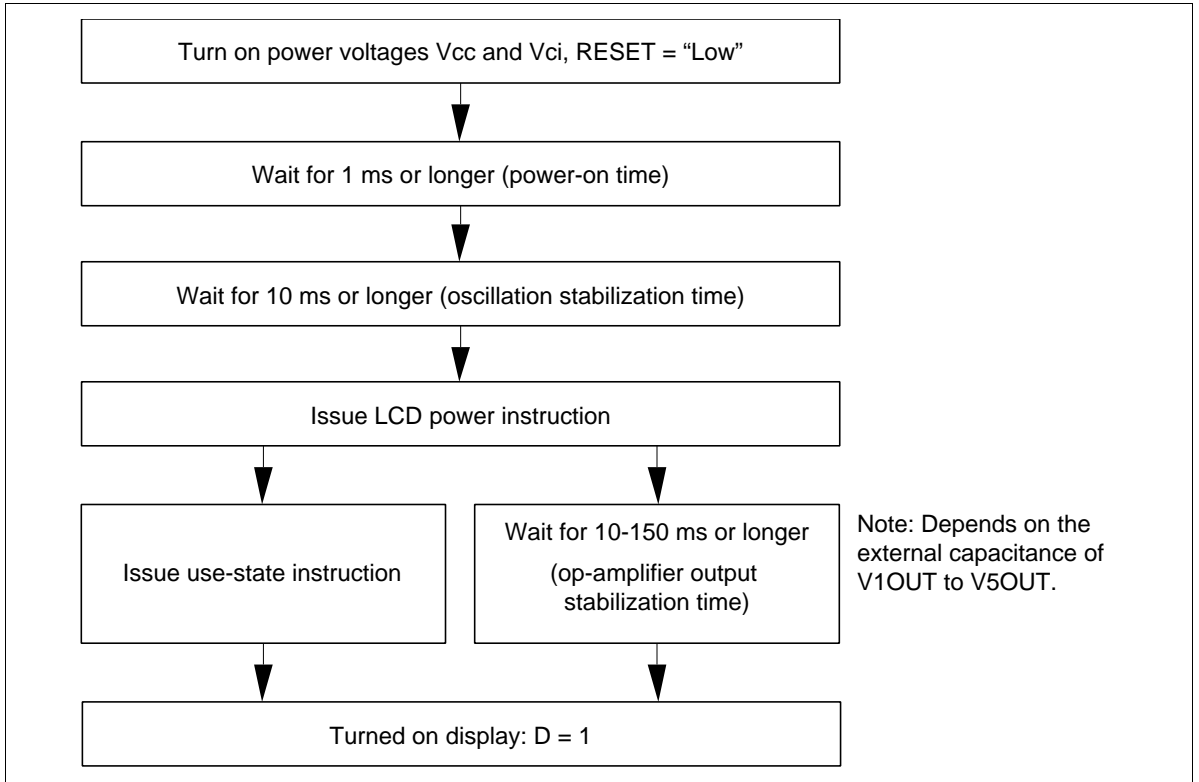 Turn on power voltages Vcc and Vci, RESET = “Low”
Wait for 1 ms or longer (power-on time)
Wait for 10 ms or longer (oscillation stabilization time)
Issue LCD power instruction
Issue use-state instruction
Wait for 10-150 ms or longer
(op-amplifier output
stabilization time)
Note: Depends on the
external capacitance of
V1OUT to V5OUT.
Turned on display: D = 1